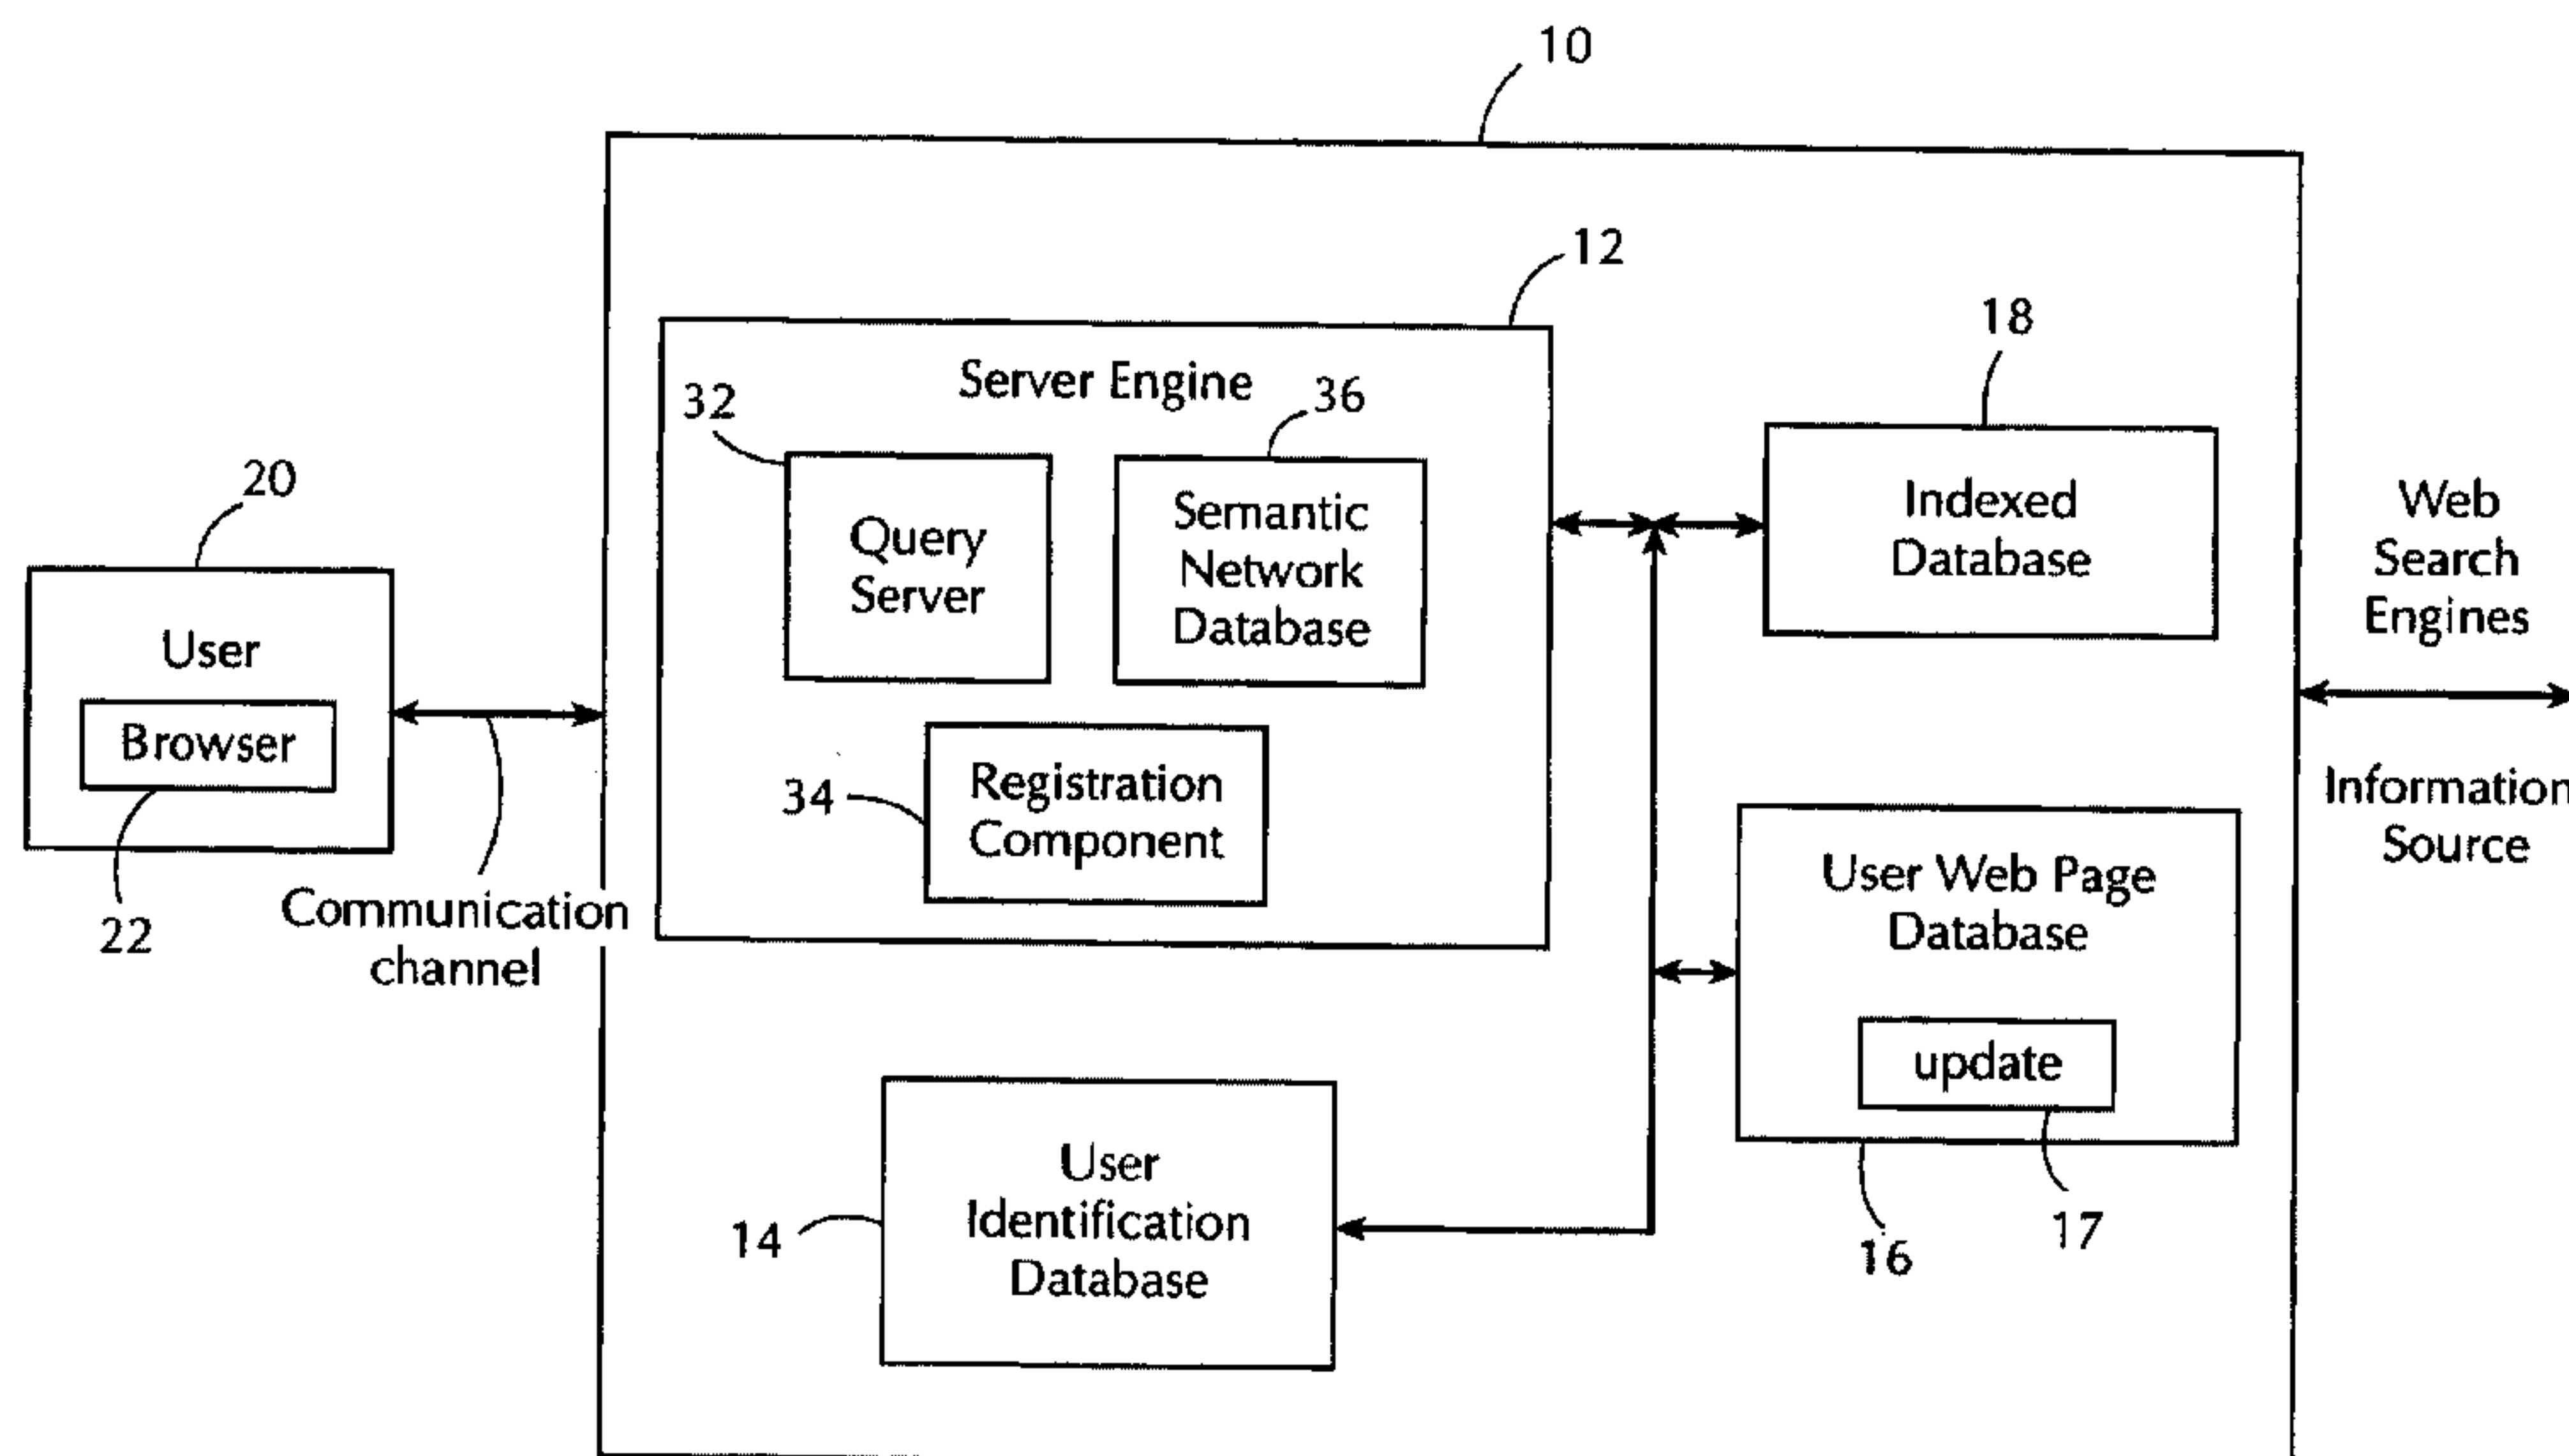 10
12
Server Engine
32
36
Query
Server
Semantic
Network
Database
34
Registration
Component
18
Indexed
Database
20
User
Browser
22
Communication
channel
User Web Page
Database
update
16
17
14
User
Identification
Database
Web
Search
Engines
Information
Source